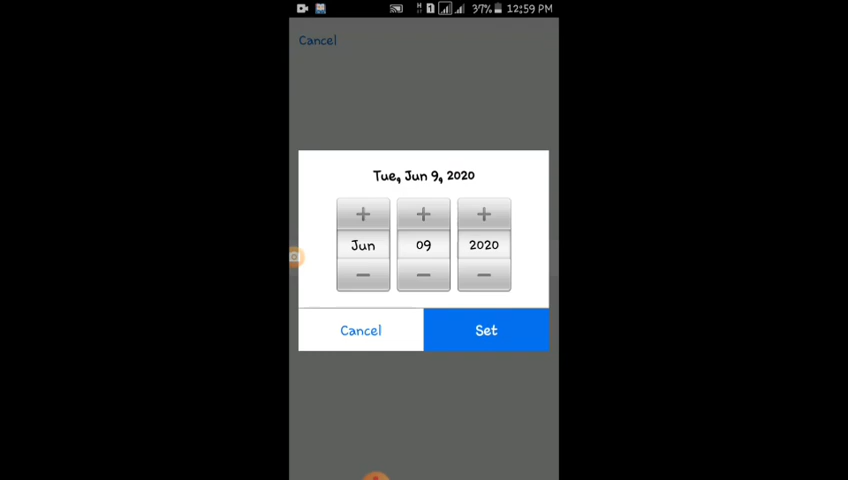 37% 12:59 PM
Cancel
Tue, Jun 9, 2020
+ + +
Jun 09 2020
− − −
Cancel Set